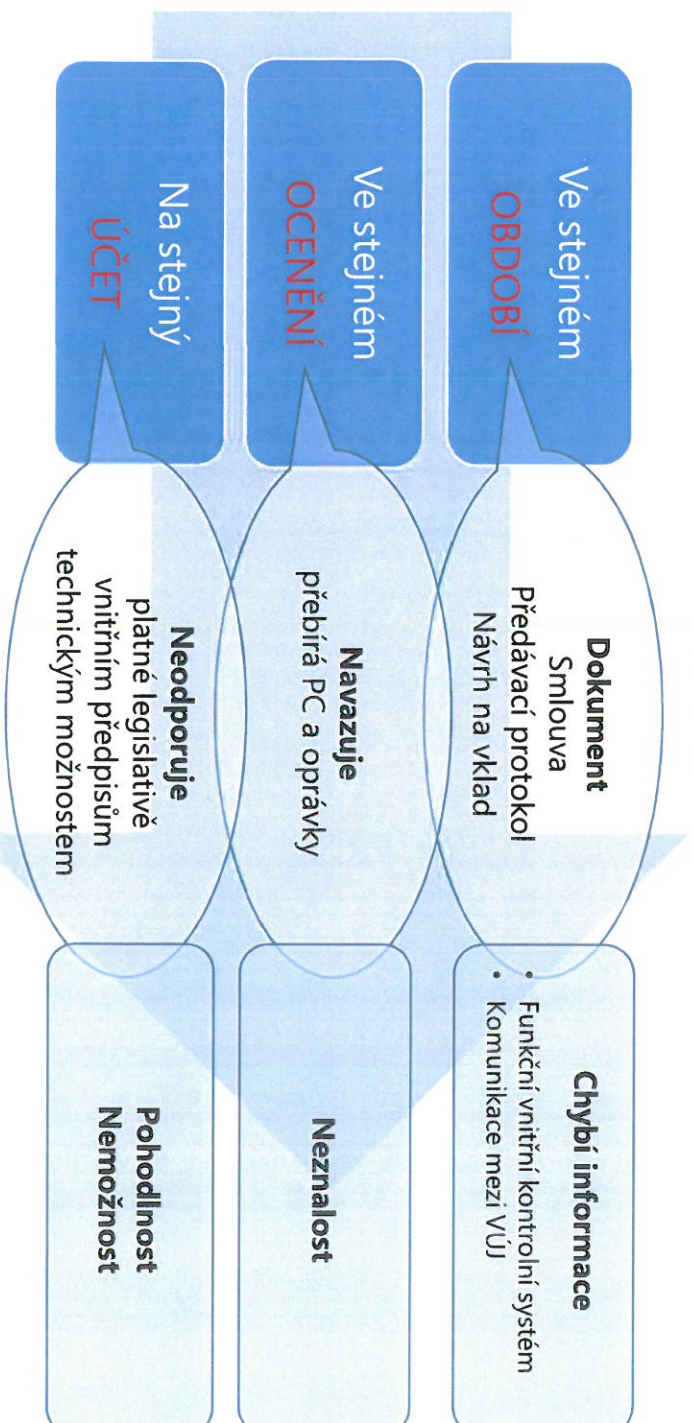 Ve stejném
OBDOBÍ
Dokument
Smlouva
Předávací protokol
Návrh na vklad
Chybí informace
• Funkční vnitřní kontrolní systém
• Komunikace mezi VÚJ
Ve stejném
OCENĚNÍ
Navazuje
přebírá PC a oprávky
Neznalost
Na stejný
ÚČET
Neodporuje
platné legislativě
vnitřním předpisům
technickým možnostem
Pohodlnost
Nemožnost